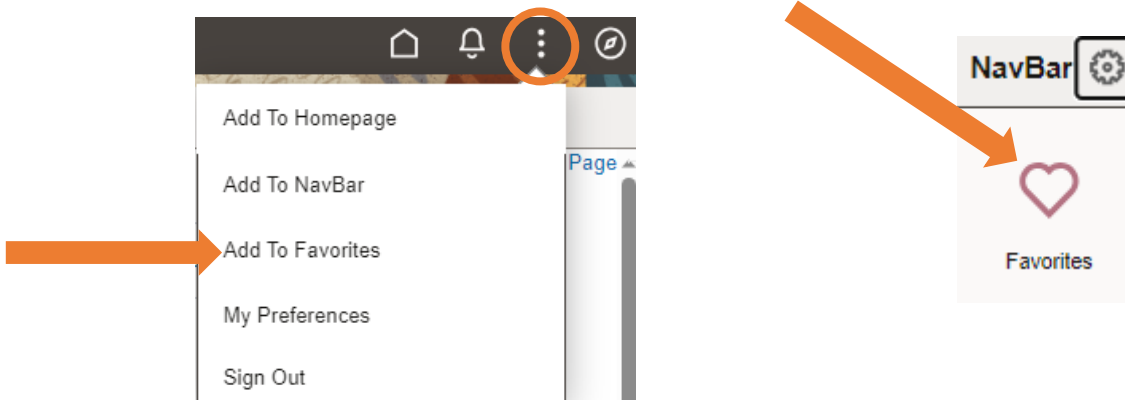 Add To Homepage
Page
Add To NavBar
Add To Favorites
My Preferences
Sign Out
NavBar
Favorites